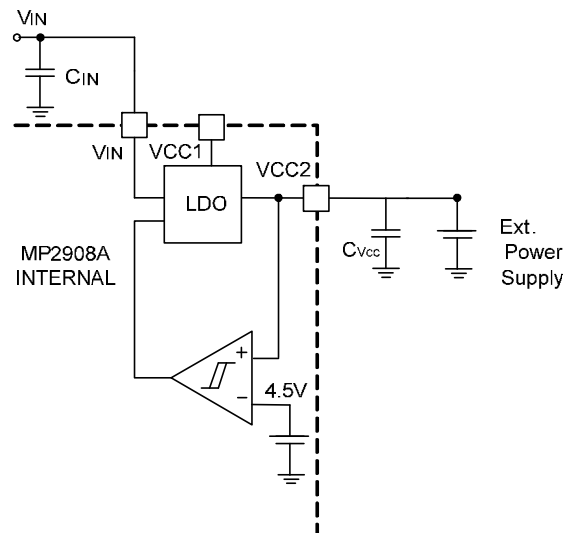 VIN
CIN
VIN
VCC1
VCC2
LDO
MP2908A
INTERNAL
CVCC
Ext.
Power
Supply
+
4.5V
−